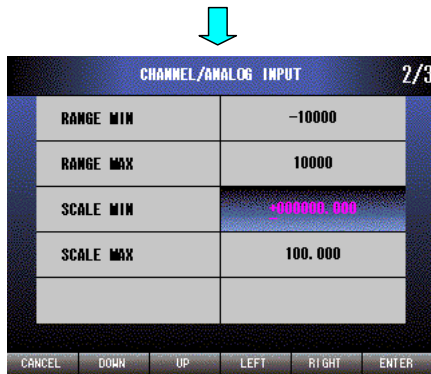 CHANNEL/ANALOG INPUT 2/3
RANGE MIN -10000
RANGE MAX 10000
SCALE MIN +000000.000
SCALE MAX 100.000
CANCEL DOWN UP LEFT RIGHT ENTER